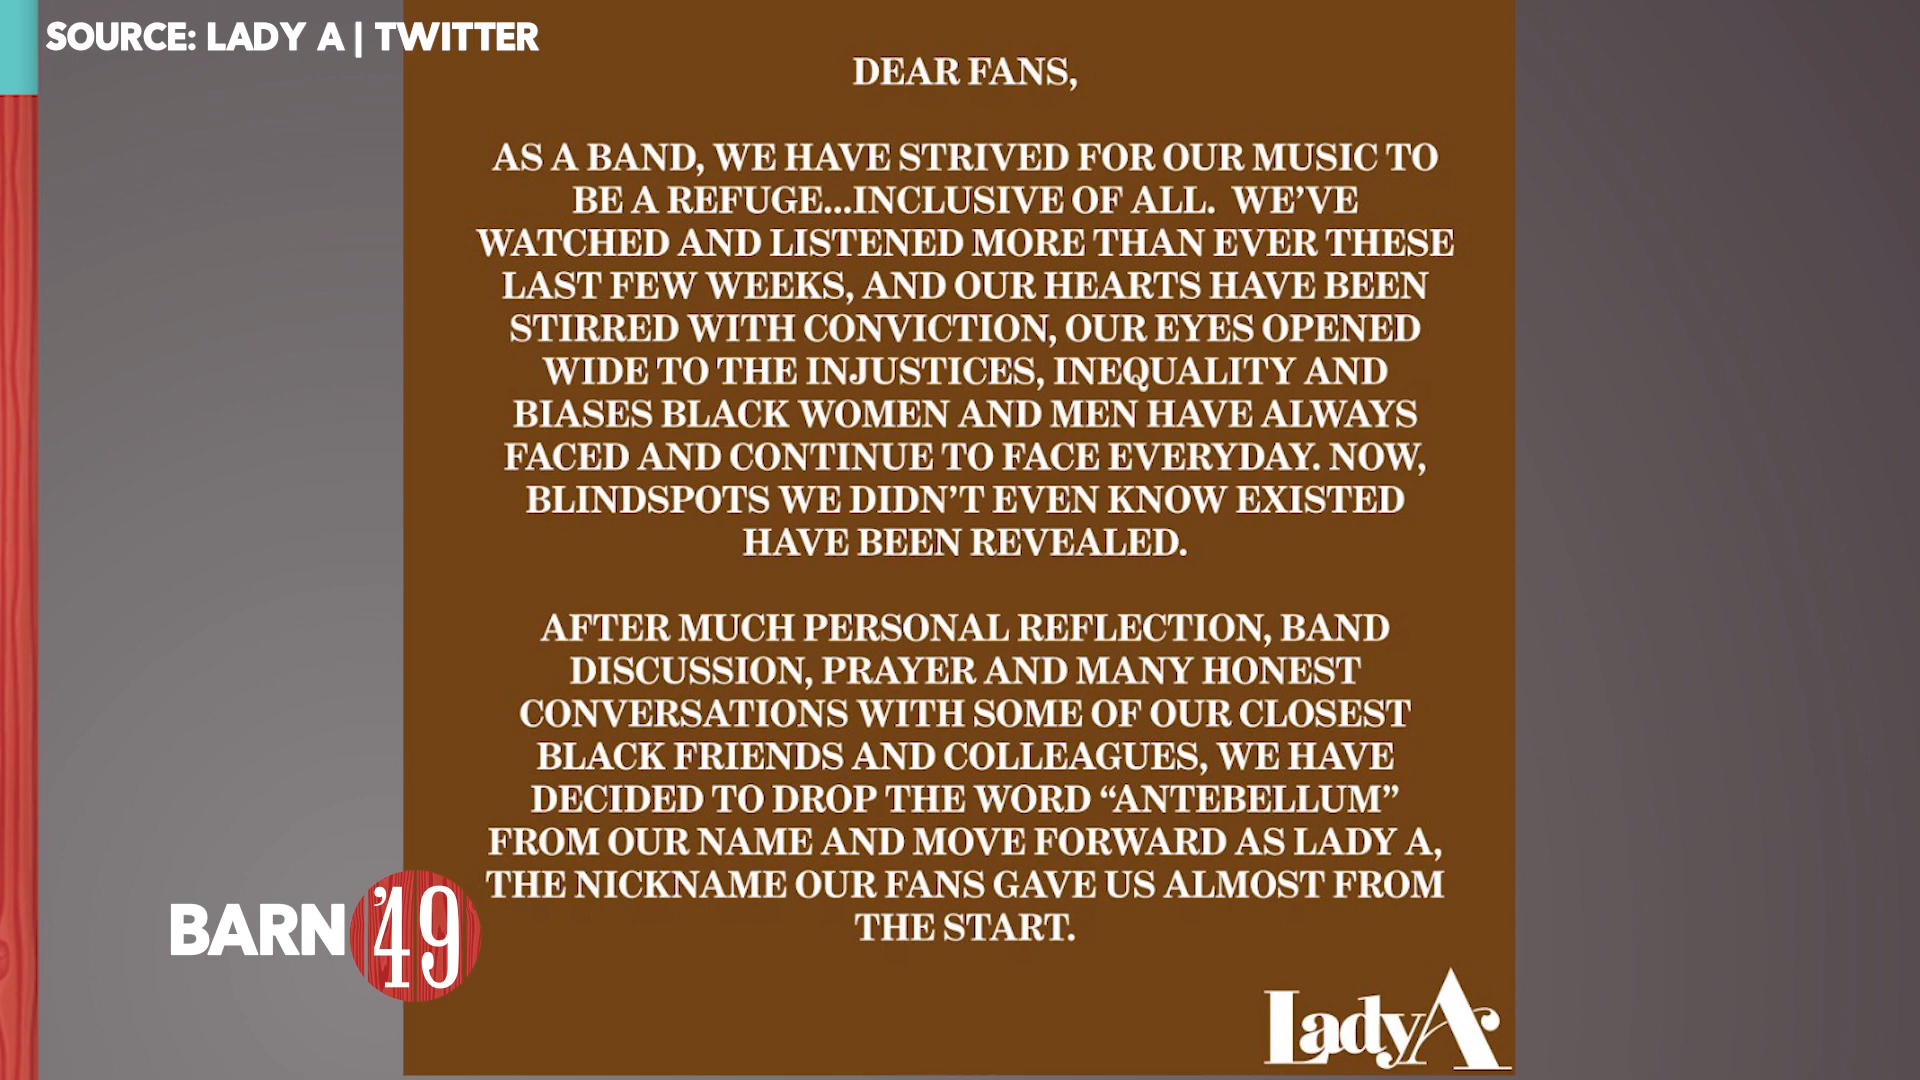 SOURCE: LADY A | TWITTER
DEAR FANS,
AS A BAND, WE HAVE STRIVED FOR OUR MUSIC TO
BE A REFUGE...INCLUSIVE OF ALL. WE'VE
WATCHED AND LISTENED MORE THAN EVER THESE
LAST FEW WEEKS, AND OUR HEARTS HAVE BEEN
STIRRED WITH CONVICTION, OUR EYES OPENED
WIDE TO THE INJUSTICES, INEQUALITY AND
BIASES BLACK WOMEN AND MEN HAVE ALWAYS
FACED AND CONTINUE TO FACE EVERYDAY. NOW,
BLINDSPOTS WE DIDN'T EVEN KNOW EXISTED
HAVE BEEN REVEALED.
AFTER MUCH PERSONAL REFLECTION, BAND
DISCUSSION, PRAYER AND MANY HONEST
CONVERSATIONS WITH SOME OF OUR CLOSEST
BLACK FRIENDS AND COLLEAGUES, WE HAVE
DECIDED TO DROP THE WORD “ANTEBELLUM”
FROM OUR NAME AND MOVE FORWARD AS LADY A,
THE NICKNAME OUR FANS GAVE US ALMOST FROM
THE START.
BARN '49
Lady A